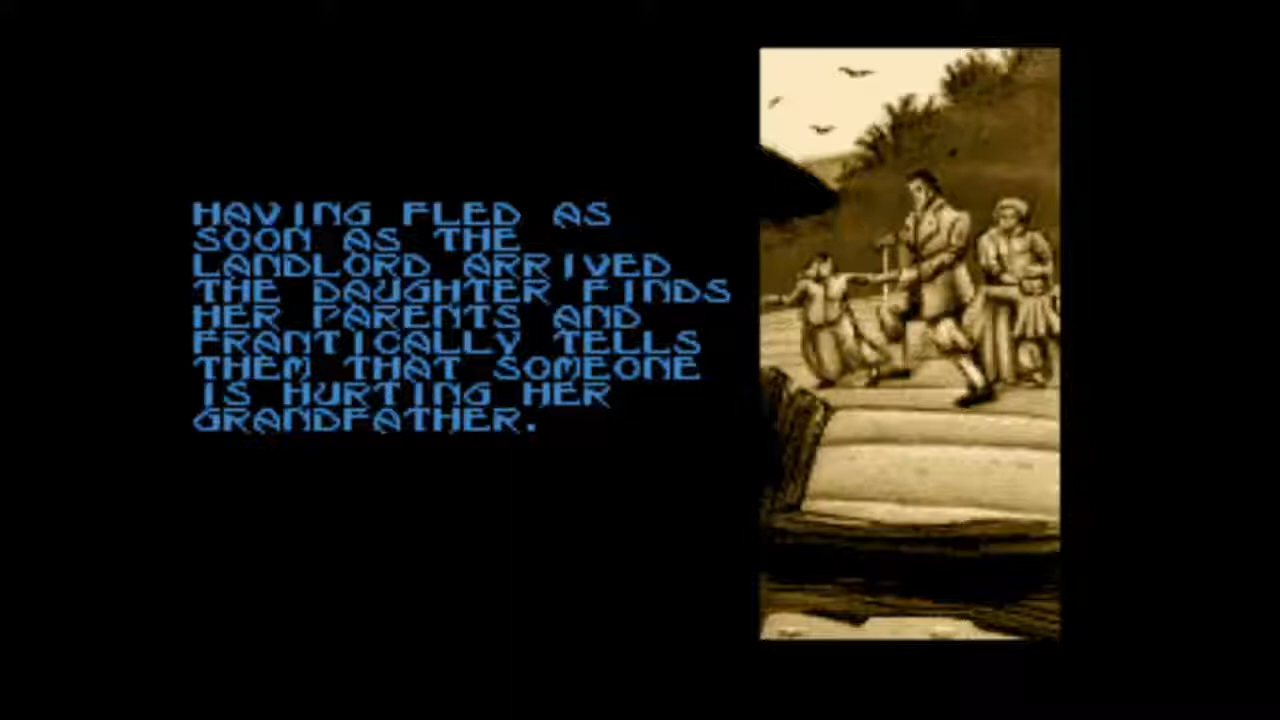 HAVING FLED AS
SOON AS THE
LANDLORD ARRIVED
THE DAUGHTER FINDS
HER PARENTS AND
FRANTICALLY TELLS
THEM THAT SOMEONE
IS HURTING HER
GRANDFATHER.